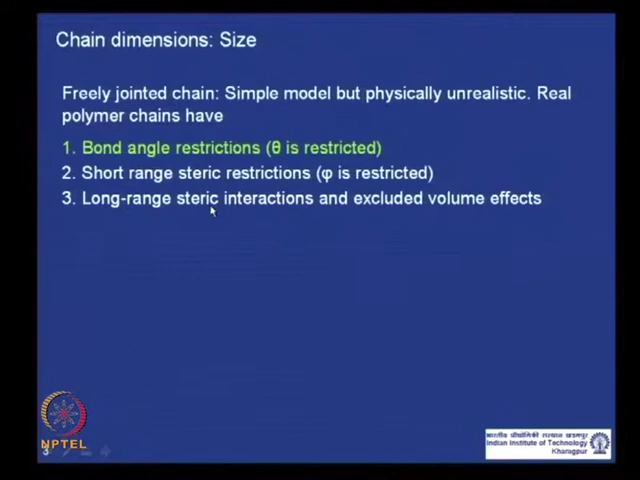 Chain dimensions: Size
Freely jointed chain: Simple model but physically unrealistic. Real
polymer chains have
1. Bond angle restrictions (θ is restricted)
2. Short range steric restrictions (φ is restricted)
3. Long-range steric interactions and excluded volume effects
NPTEL
3
भारतीय प्रौद्योगिकी संस्थान खड़गपुर
Indian Institute of Technology
Kharagpur